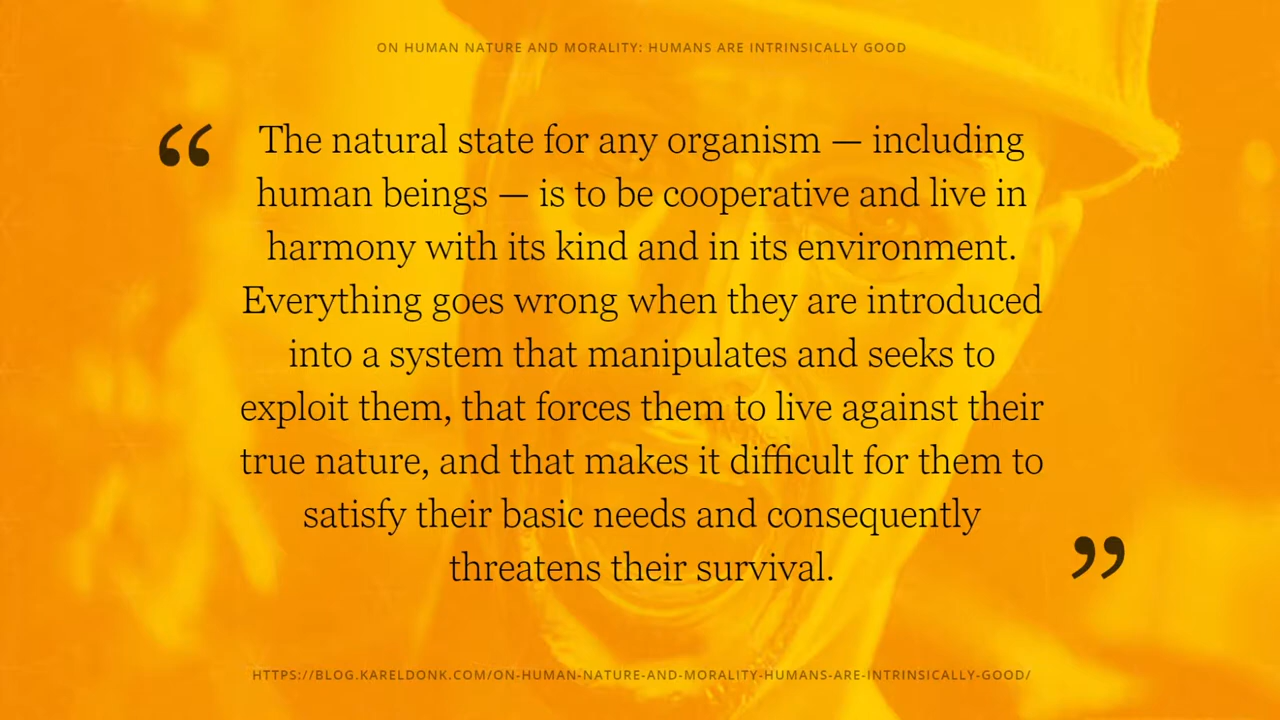 ON HUMAN NATURE AND MORALITY: HUMANS ARE INTRINSICALLY GOOD
“ The natural state for any organism — including
human beings — is to be cooperative and live in
harmony with its kind and in its environment.
Everything goes wrong when they are introduced
into a system that manipulates and seeks to
exploit them, that forces them to live against their
true nature, and that makes it difficult for them to
satisfy their basic needs and consequently
threatens their survival. ”
HTTPS://BLOG.KARELDONK.COM/ON-HUMAN-NATURE-AND-MORALITY-HUMANS-ARE-INTRINSICALLY-GOOD/